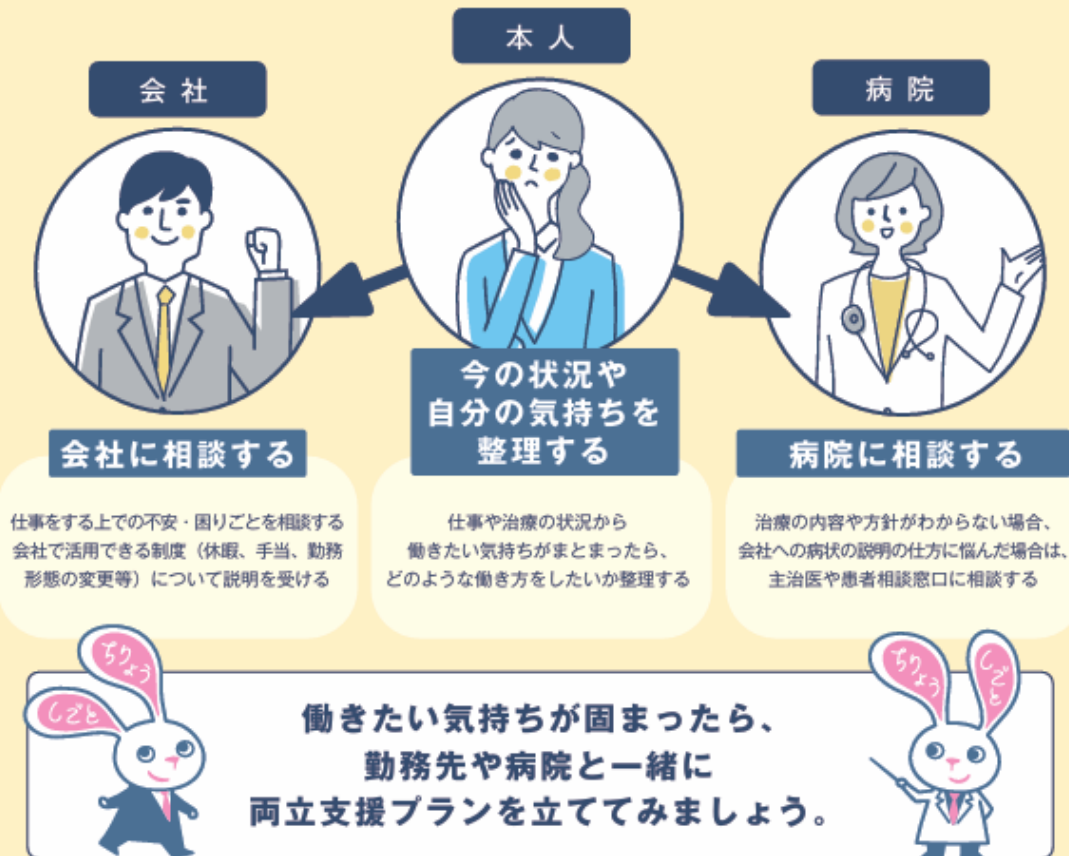 本人
会社
病院
会社に相談する
仕事をする上での不安・困りごとを相談する
会社で活用できる制度（休暇、手当、勤務
形態の変更等）について説明を受ける
今の状況や
自分の気持ちを
整理する
仕事や治療の状況から
働きたい気持ちがまとまったら、
どのような働き方をしたいか整理する
病院に相談する
治療の内容や方針がわからない場合、
会社への病状の説明の仕方に悩んだ場合は、
主治医や患者相談窓口に相談する
しごと
ちりょう
働きたい気持ちが固まったら、
勤務先や病院と一緒に
両立支援プランを立ててみましょう。
ちりょう
しごと